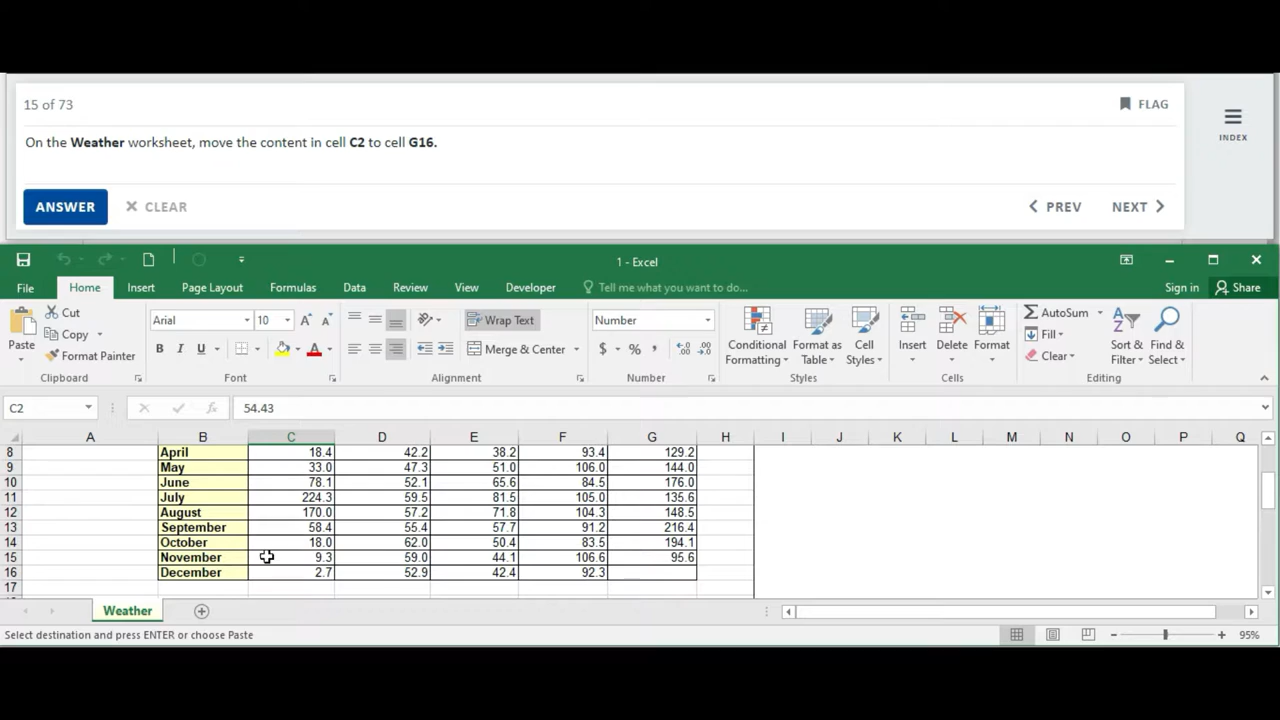 15 of 73
FLAG
INDEX
On the Weather worksheet, move the content in cell C2 to cell G16.
ANSWER
CLEAR
PREV
NEXT
1 - Excel
File Home Insert Page Layout Formulas Data Review View Developer Tell me what you want to do... Sign in Share
Cut
Copy
Format Painter
Paste
Clipboard
Arial 10 A A
B I U A
Font
Wrap Text
Merge & Center
Alignment
Number
$ % , .00
Number
Conditional Formatting
Format as Table
Cell Styles
Styles
Insert Delete Format
Cells
AutoSum
Fill
Clear
Sort & Filter
Find & Select
Editing
C2 fx 54.43
A B C D E F G H I J K L M N O P Q
8 April 18.4 42.2 38.2 93.4 129.2
9 May 33.0 47.3 51.0 106.0 144.0
10 June 78.1 52.1 65.6 84.5 176.0
11 July 224.3 59.5 81.5 105.0 135.6
12 August 170.0 57.2 71.8 104.3 148.5
13 September 58.4 55.4 57.7 91.2 216.4
14 October 18.0 62.0 50.4 83.5 194.1
15 November 9.3 59.0 44.1 106.6 95.6
16 December 2.7 52.9 42.4 92.3
17
Weather
Select destination and press ENTER or choose Paste
95%